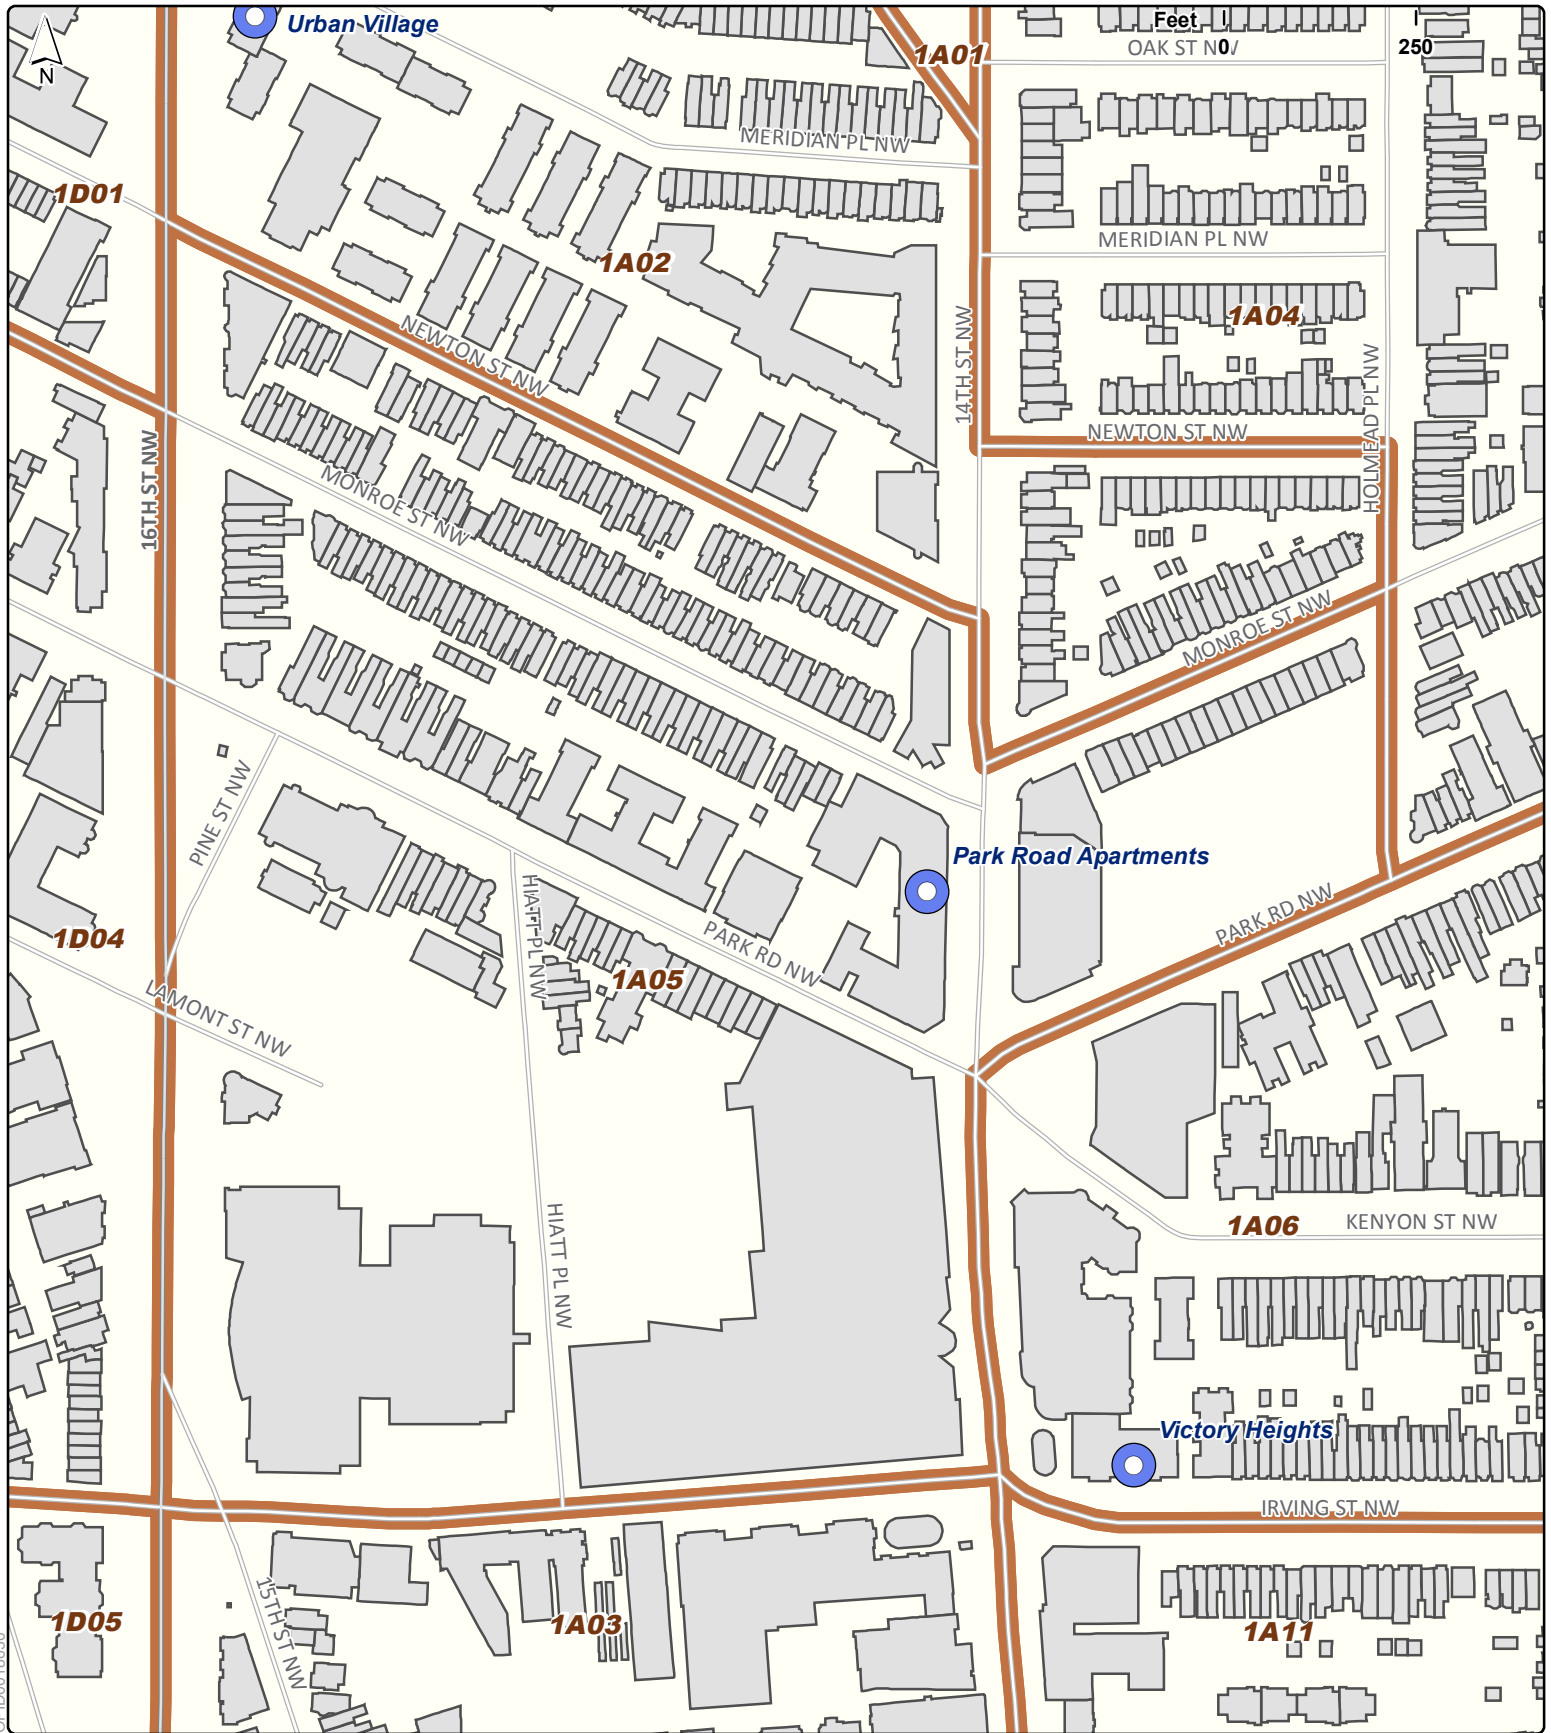 Urban Village
Feet
0
250
N
OAK ST NW
1A01
MERIDIAN PL NW
1D01
MERIDIAN PL NW
1A02
1A04
NEWTON ST NW
14TH ST NW
HOLMEAD PL NW
NEWTON ST NW
16TH ST NW
MONROE ST NW
MONROE ST NW
PINE ST NW
Park Road Apartments
HIATT PL NW
PARK RD NW
PARK RD NW
1D04
1A05
LAMONT ST NW
HIATT PL NW
1A06
KENYON ST NW
Victory Heights
IRVING ST NW
15TH ST NW
1D05
1A03
1A11